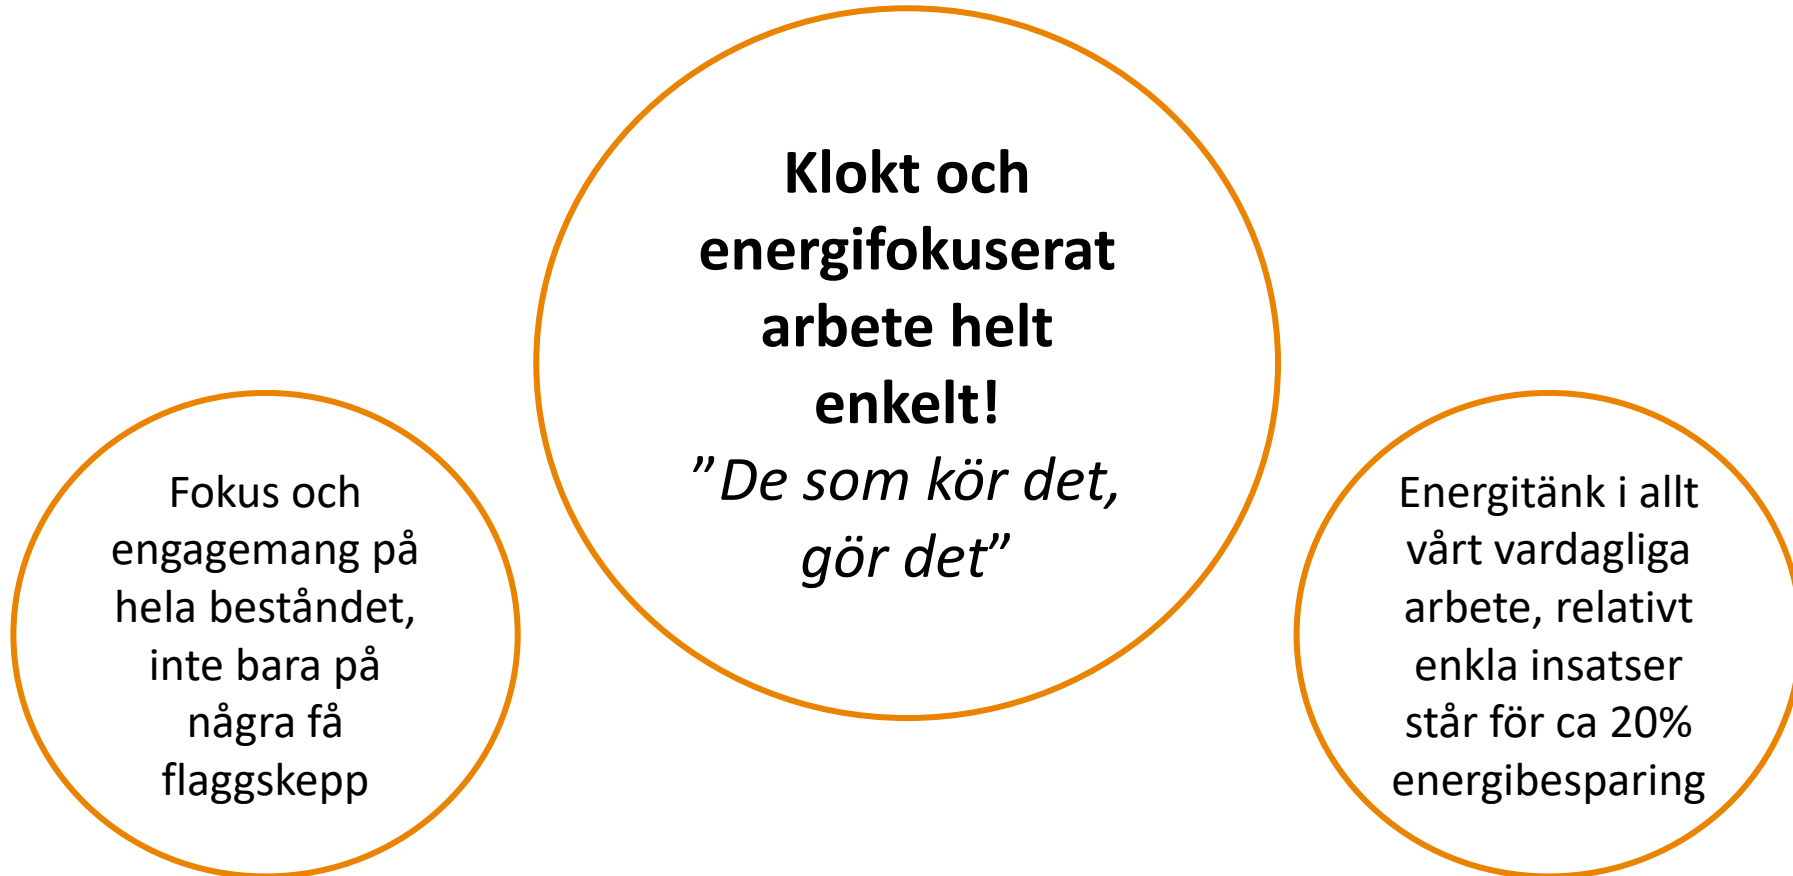 Klokt och
energifokuserat
arbete helt
enkelt!
”De som kör det,
gör det”
Fokus och
engagemang på
hela beståndet,
inte bara på
några få
flaggskepp
Energitänk i allt
vårt vardagliga
arbete, relativt
enkla insatser
står för ca 20%
energibesparing